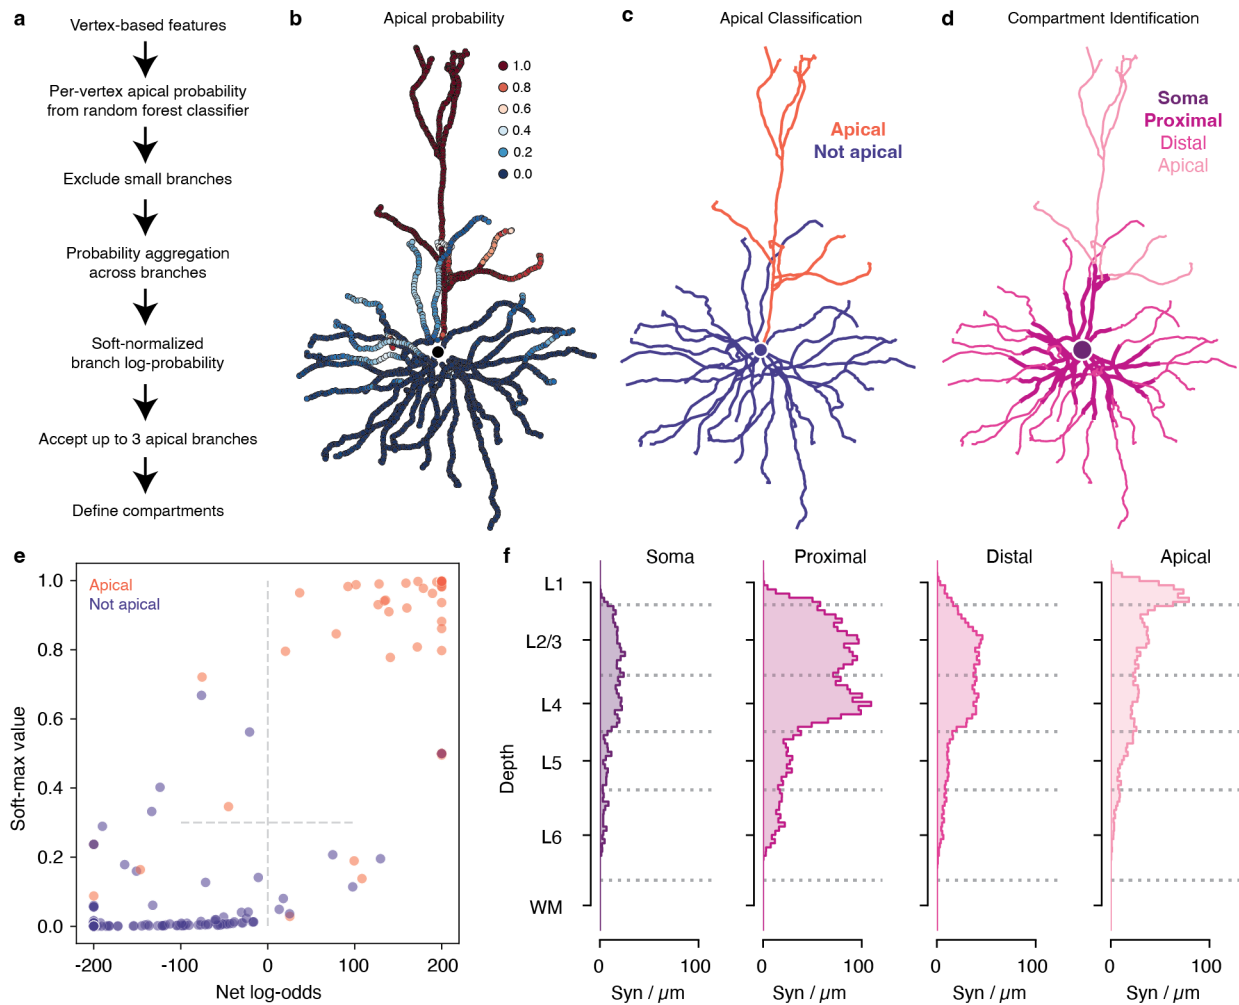 a
Vertex-based features
Per-vertex apical probability
from random forest classifier
Exclude small branches
Probability aggregation
across branches
Soft-normalized
branch log-probability
Accept up to 3 apical branches
Define compartments
b
Apical probability
1.0
0.8
0.6
0.4
0.2
0.0
c
Apical Classification
Apical
Not apical
d
Compartment Identification
Soma
Proximal
Distal
Apical
e
Apical
Not apical
Soft-max value
1.0
0.8
0.6
0.4
0.2
0.0
-200 -100 0 100 200
Net log-odds
f
Soma Proximal Distal Apical
Depth
L1
L2/3
L4
L5
L6
WM
0 100 0 100 0 100 0 100
Syn / µm Syn / µm Syn / µm Syn / µm